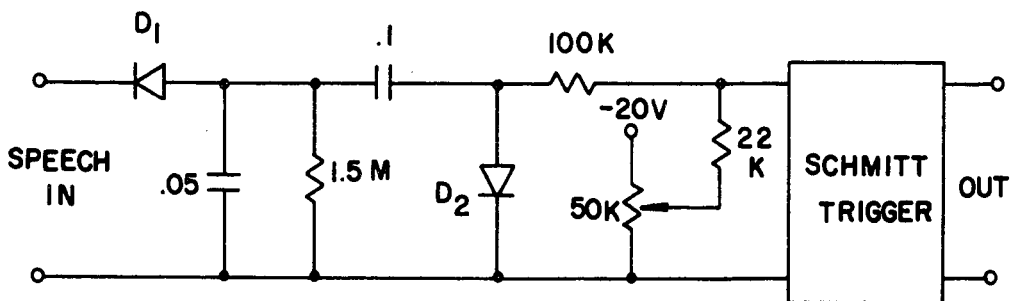 D1
.1
100K
-20V
SPEECH
IN
.05
1.5 M
D2
50K
22
K
SCHMITT
TRIGGER
OUT